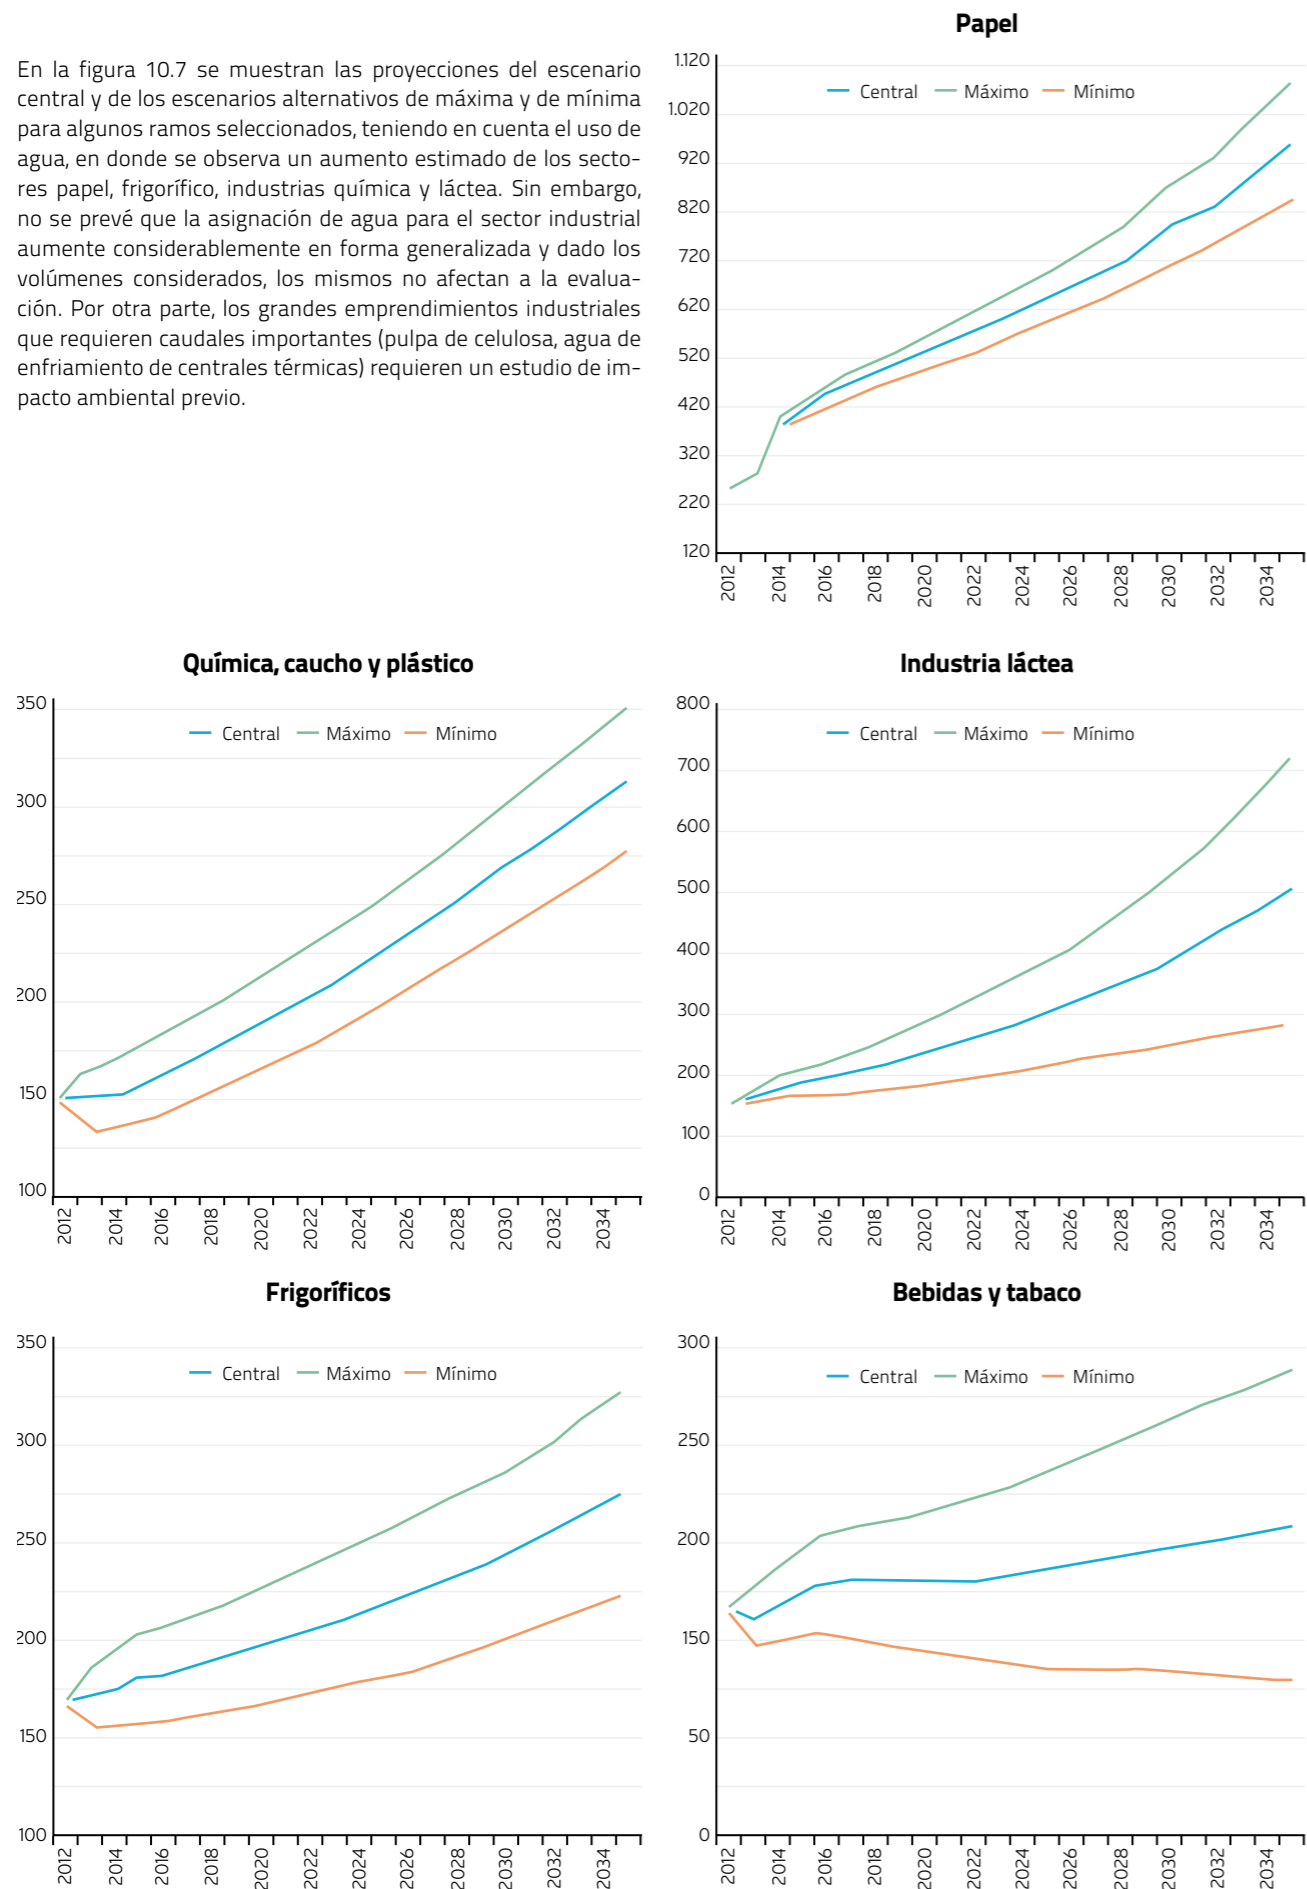 En la figura 10.7 se muestran las proyecciones del escenario
central y de los escenarios alternativos de máxima y de mínima
para algunos ramos seleccionados, teniendo en cuenta el uso de
agua, en donde se observa un aumento estimado de los secto-
res papel, frigorífico, industrias química y láctea. Sin embargo,
no se prevé que la asignación de agua para el sector industrial
aumente considerablemente en forma generalizada y dado los
volúmenes considerados, los mismos no afectan a la evalua-
ción. Por otra parte, los grandes emprendimientos industriales
que requieren caudales importantes (pulpa de celulosa, agua de
enfriamiento de centrales térmicas) requieren un estudio de im-
pacto ambiental previo.
Papel
Central Máximo Mínimo
1.120
1.020
920
820
720
620
520
420
320
220
120
2012 2014 2016 2018 2020 2022 2024 2026 2028 2030 2032 2034
Química, caucho y plástico
Central Máximo Mínimo
350
300
250
200
150
100
2012 2014 2016 2018 2020 2022 2024 2026 2028 2030 2032 2034
Industria láctea
Central Máximo Mínimo
800
700
600
500
400
300
200
100
0
2012 2014 2016 2018 2020 2022 2024 2026 2028 2030 2032 2034
Frigoríficos
Central Máximo Mínimo
350
300
250
200
150
100
2012 2014 2016 2018 2020 2022 2024 2026 2028 2030 2032 2034
Bebidas y tabaco
Central Máximo Mínimo
300
250
200
150
50
0
2012 2014 2016 2018 2020 2022 2024 2026 2028 2030 2032 2034